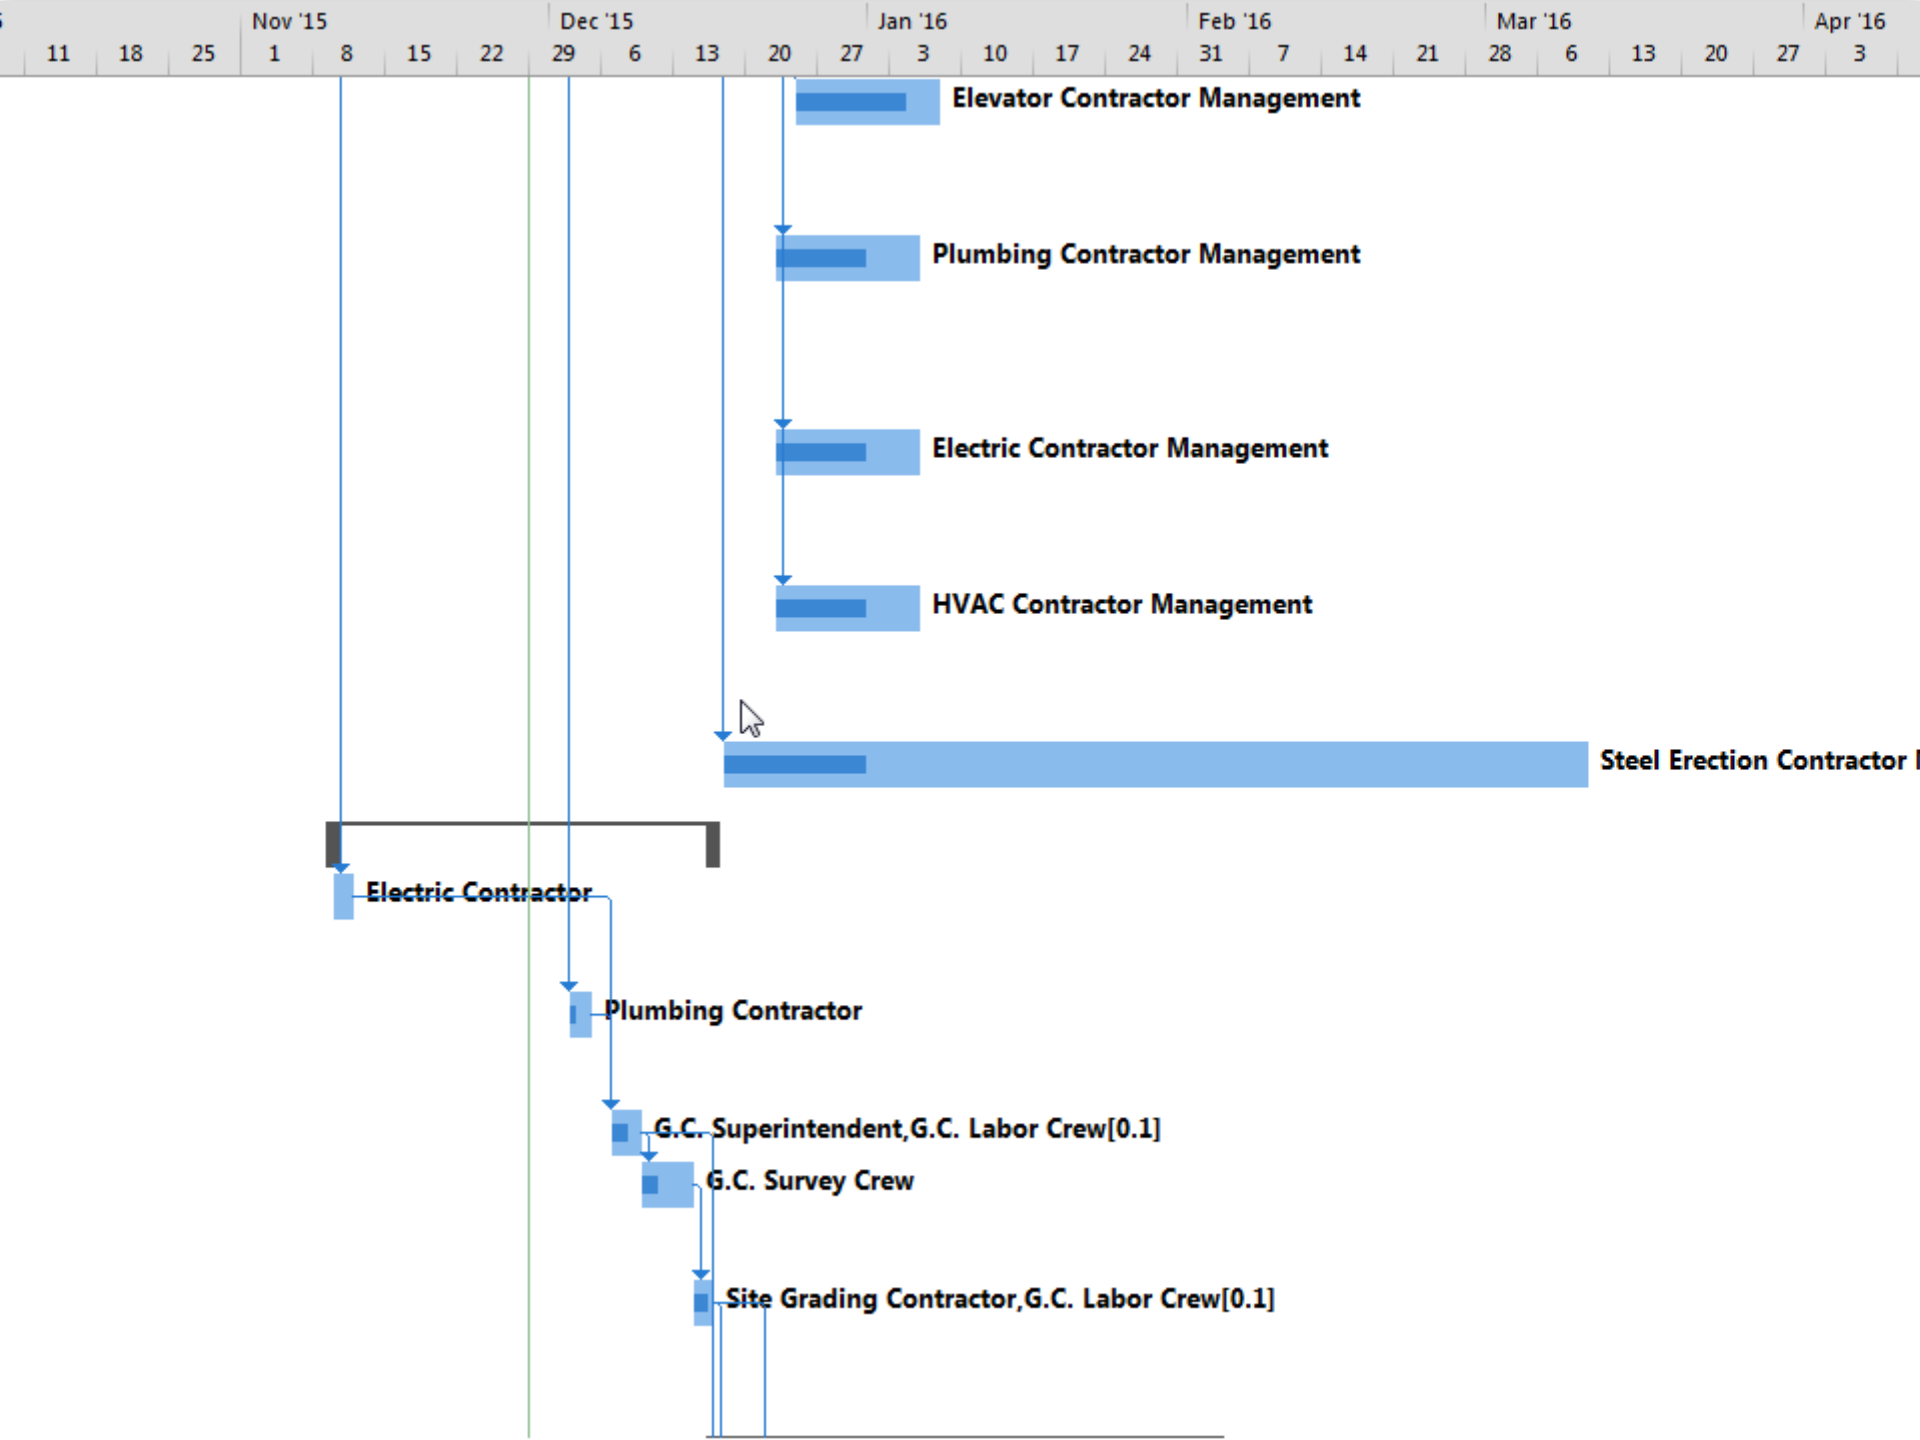 Nov '15 Dec '15 Jan '16 Feb '16 Mar '16 Apr '16
11 18 25 1 8 15 22 29 6 13 20 27 3 10 17 24 31 7 14 21 28 6 13 20 27 3
Elevator Contractor Management
Plumbing Contractor Management
Electric Contractor Management
HVAC Contractor Management
Steel Erection Contractor
Electric Contractor
Plumbing Contractor
G.C. Superintendent,G.C. Labor Crew[0.1]
G.C. Survey Crew
Site Grading Contractor,G.C. Labor Crew[0.1]